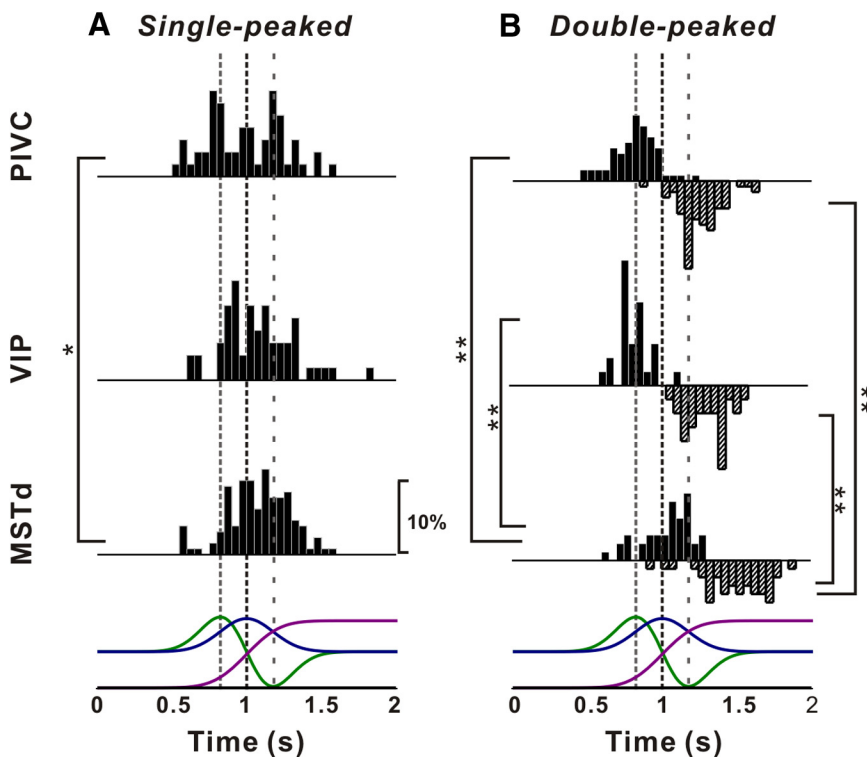 A Single-peaked
B Double-peaked
PIVC
VIP
MSTd
*
10%
**
**
**
**
0 0.5 1 1.5 2
Time (s)
0 0.5 1 1.5 2
Time (s)